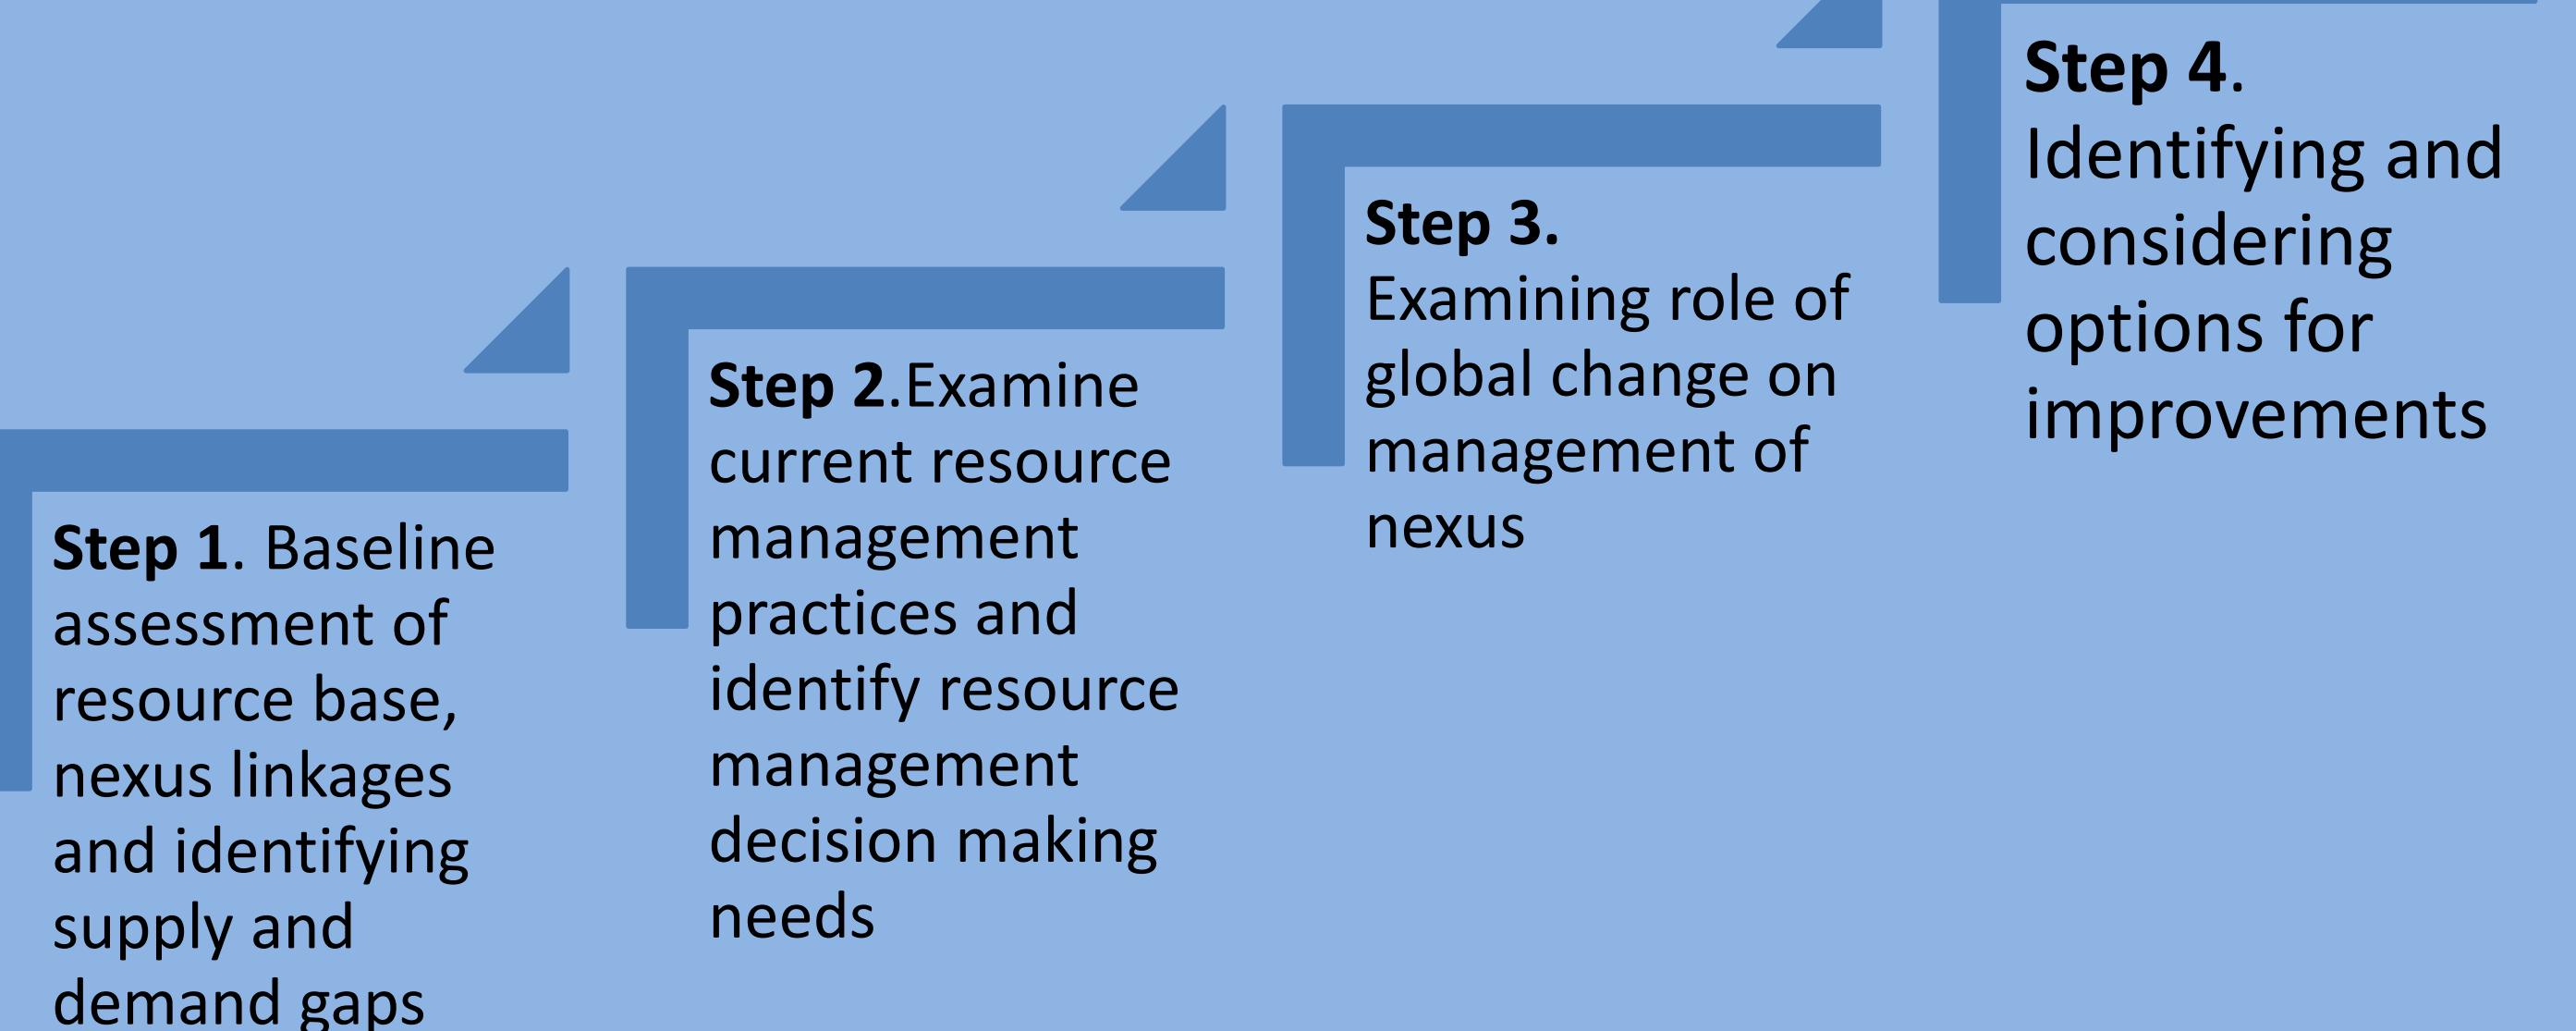 Step 1. Baseline
assessment of
resource base,
nexus linkages
and identifying
supply and
demand gaps
Step 2.Examine
current resource
management
practices and
identify resource
management
decision making
needs
Step 3.
Examining role of
global change on
management of
nexus
Step 4.
Identifying and
considering
options for
improvements